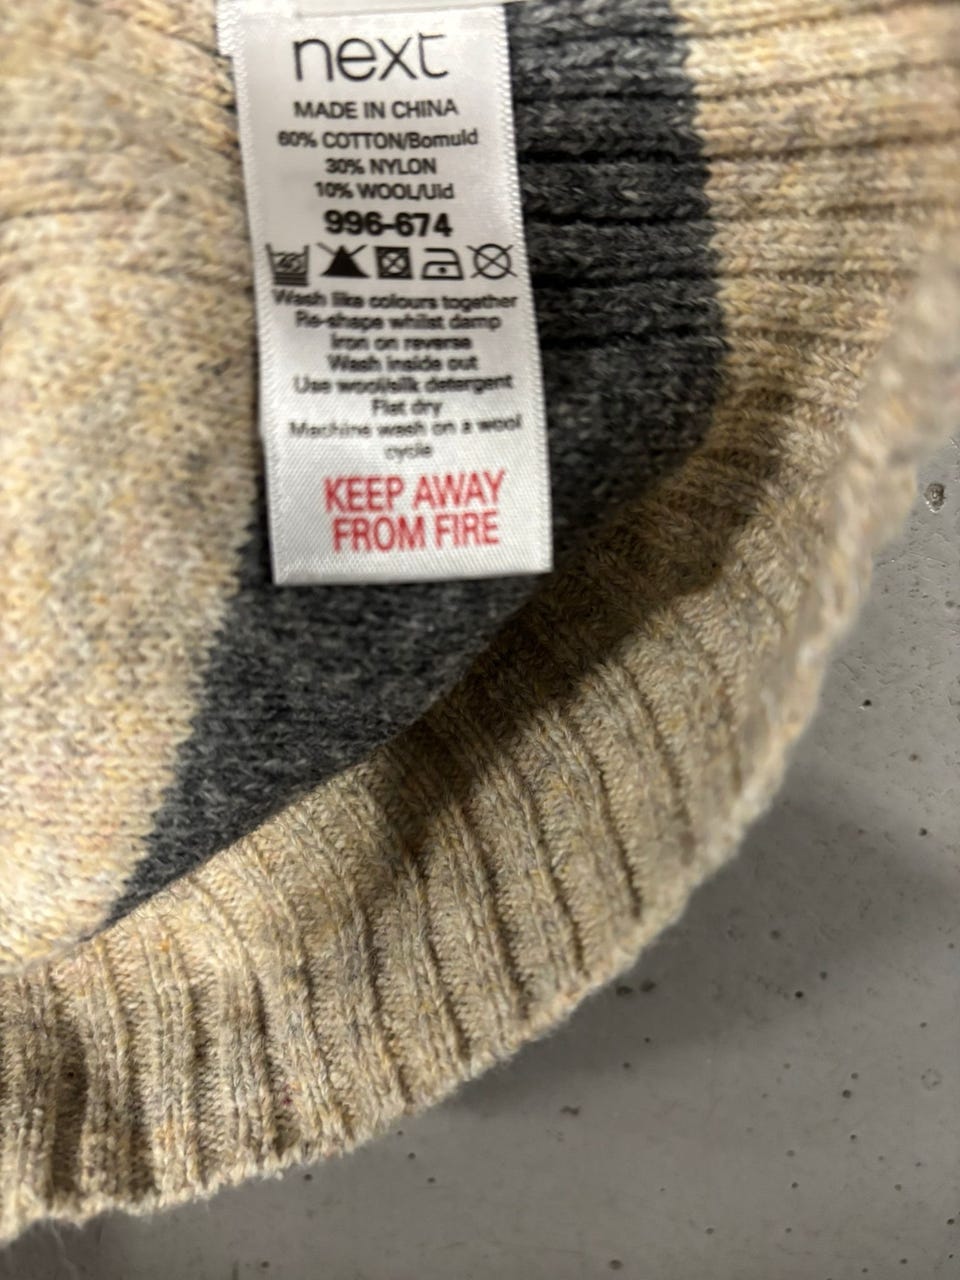 next
MADE IN CHINA
60% COTTON/Bomuld
30% NYLON
10% WOOL/Uld
996-674
Wash like colours together
Re-shape whilst damp
Iron on reverse
Wash inside out
Use wool/silk detergent
Flat dry
Machine wash on a wool
cycle
KEEP AWAY
FROM FIRE